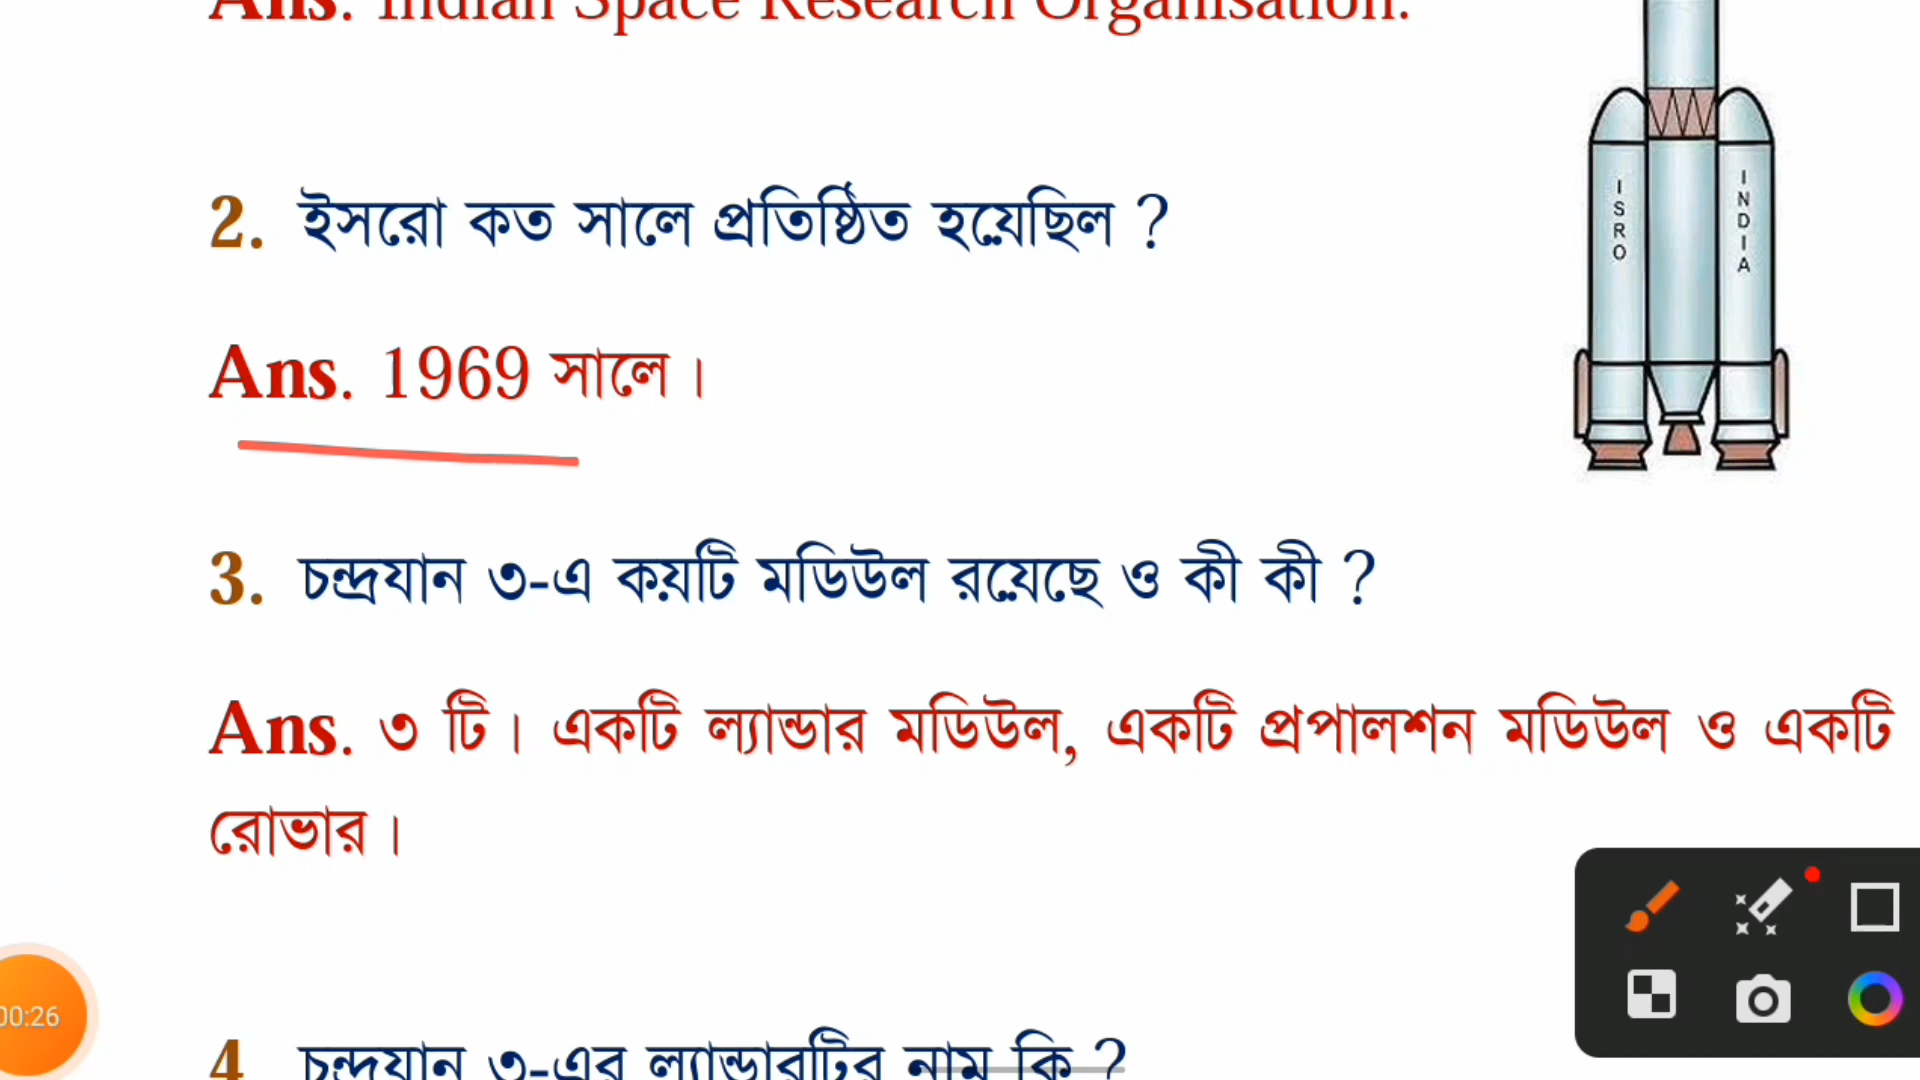 Ans. Indian Space Research Organisation.
2. ইসরো কত সালে প্রতিষ্ঠিত হয়েছিল ?
ISRO
INDIA
Ans. 1969 সালে ।
3. চন্দ্রযান ৩-এ কয়টি মডিউল রয়েছে ও কী কী ?
Ans. ৩ টি । একটি ল্যান্ডার মডিউল, একটি প্রপালশন মডিউল ও একটি
রোভার ।
00:26
4 চন্দ্রযান ৩-এর ল্যান্ডারটির নাম কি ?